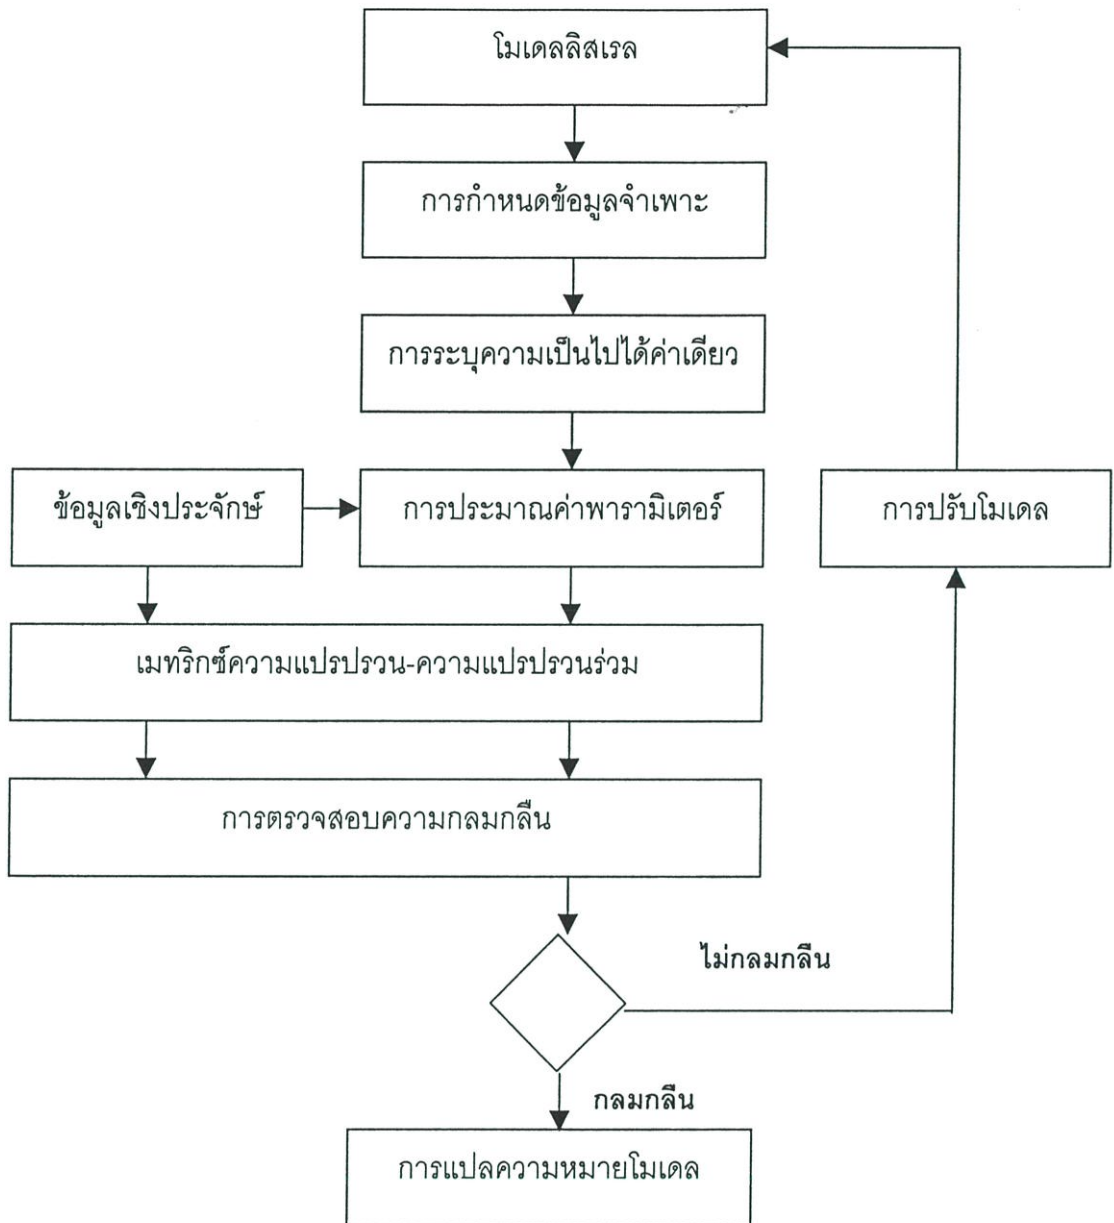 โมเดลลิสเรล
การกำหนดข้อมูลจำเพาะ
การระบุความเป็นไปได้ค่าเดียว
ข้อมูลเชิงประจักษ์
การประมาณค่าพารามิเตอร์
การปรับโมเดล
เมทริกซ์ความแปรปรวน-ความแปรปรวนร่วม
การตรวจสอบความกลมกลืน
ไม่กลมกลืน
กลมกลืน
การแปลความหมายโมเดล